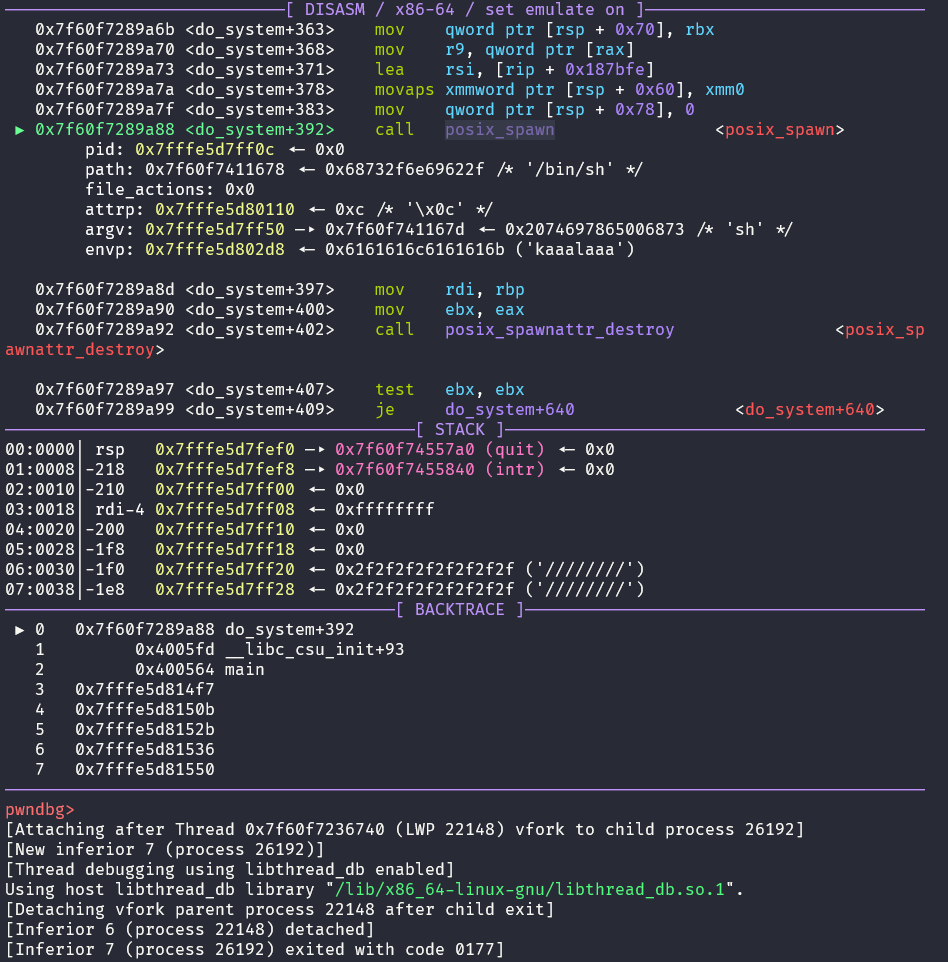 [ DISASM / x86-64 / set emulate on ]
0x7f60f7289a6b <do_system+363>    mov    qword ptr [rsp + 0x70], rbx
0x7f60f7289a70 <do_system+368>    mov    r9, qword ptr [rax]
0x7f60f7289a73 <do_system+371>    lea    rsi, [rip + 0x187bfe]
0x7f60f7289a7a <do_system+378>    movaps xmmword ptr [rsp + 0x60], xmm0
0x7f60f7289a7f <do_system+383>    mov    qword ptr [rsp + 0x78], 0
► 0x7f60f7289a88 <do_system+392>    call   posix_spawn                <posix_spawn>
pid: 0x7fffe5d7ff0c ◂— 0x0
path: 0x7f60f7411678 ◂— 0x68732f6e69622f /* '/bin/sh' */
file_actions: 0x0
attrp: 0x7fffe5d80110 ◂— 0xc /* '\x0c' */
argv: 0x7fffe5d7ff50 —▸ 0x7f60f741167d ◂— 0x2074697865006873 /* 'sh' */
envp: 0x7fffe5d802d8 ◂— 0x6161616c6161616b ('kaaalaaa')
0x7f60f7289a8d <do_system+397>    mov    rdi, rbp
0x7f60f7289a90 <do_system+400>    mov    ebx, eax
0x7f60f7289a92 <do_system+402>    call   posix_spawnattr_destroy                <posix_sp
awnattr_destroy>
0x7f60f7289a97 <do_system+407>    test   ebx, ebx
0x7f60f7289a99 <do_system+409>    je     do_system+640                <do_system+640>
[ STACK ]
00:0000│ rsp   0x7fffe5d7fef0 —▸ 0x7f60f74557a0 (quit) ◂— 0x0
01:0008│-218   0x7fffe5d7fef8 —▸ 0x7f60f7455840 (intr) ◂— 0x0
02:0010│-210   0x7fffe5d7ff00 ◂— 0x0
03:0018│ rdi-4 0x7fffe5d7ff08 ◂— 0xffffffff
04:0020│-200   0x7fffe5d7ff10 ◂— 0x0
05:0028│-1f8   0x7fffe5d7ff18 ◂— 0x0
06:0030│-1f0   0x7fffe5d7ff20 ◂— 0x2f2f2f2f2f2f2f2f ('////////')
07:0038│-1e8   0x7fffe5d7ff28 ◂— 0x2f2f2f2f2f2f2f2f ('////////')
[ BACKTRACE ]
► 0   0x7f60f7289a88 do_system+392
1         0x4005fd __libc_csu_init+93
2         0x400564 main
3   0x7fffe5d814f7
4   0x7fffe5d8150b
5   0x7fffe5d8152b
6   0x7fffe5d81536
7   0x7fffe5d81550
pwndbg>
[Attaching after Thread 0x7f60f7236740 (LWP 22148) vfork to child process 26192]
[New inferior 7 (process 26192)]
[Thread debugging using libthread_db enabled]
Using host libthread_db library "/lib/x86_64-linux-gnu/libthread_db.so.1".
[Detaching vfork parent process 22148 after child exit]
[Inferior 6 (process 22148) detached]
[Inferior 7 (process 26192) exited with code 0177]